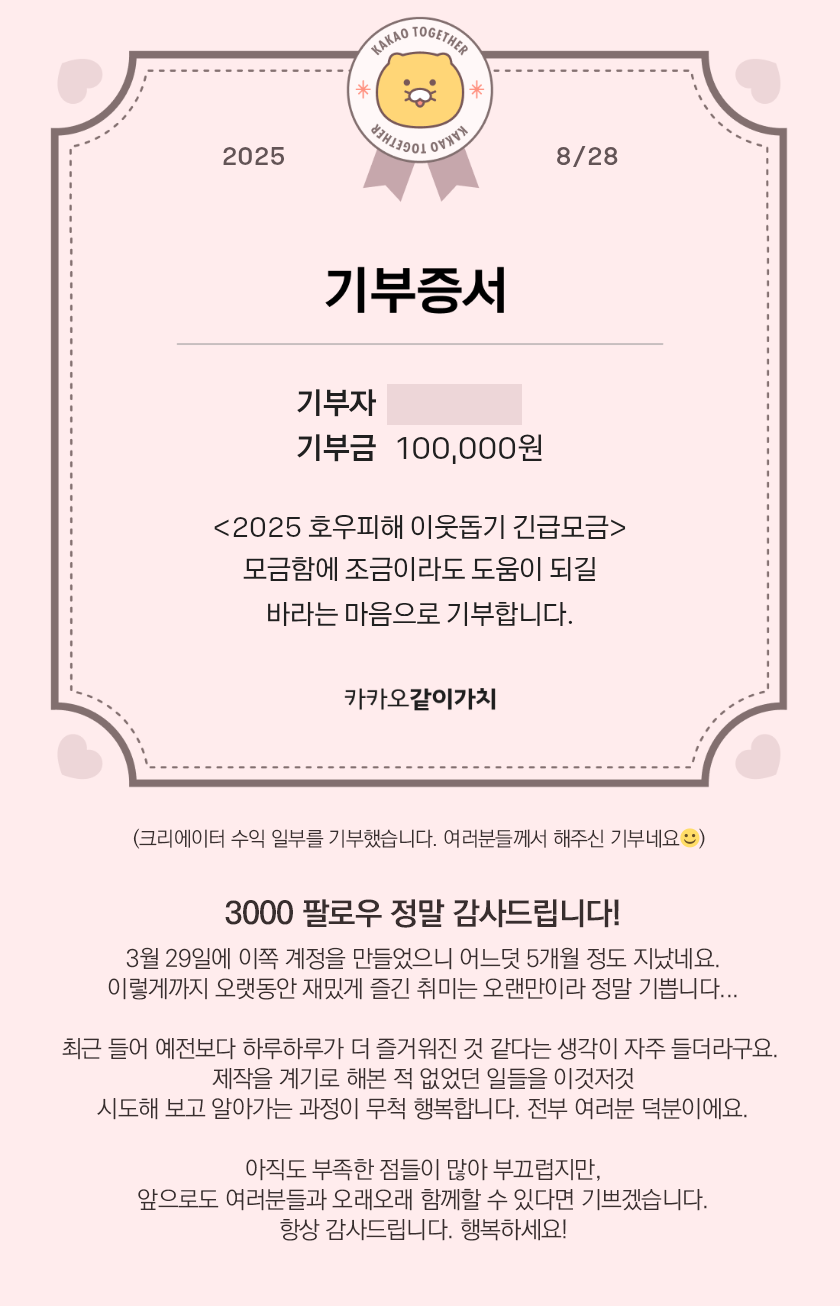 KAKAO TOGETHER
KAKAO TOGETHER
2025
8/28
기부증서
기부자
기부금 100,000원
<2025 호우피해 이웃돕기 긴급모금>
모금함에 조금이라도 도움이 되길
바라는 마음으로 기부합니다.
카카오같이가치
(크리에이터 수익 일부를 기부했습니다. 여러분들께서 해주신 기부네요🙂)
3000 팔로우 정말 감사드립니다!
3월 29일에 이쪽 계정을 만들었으니 어느덧 5개월 정도 지났네요.
이렇게까지 오랫동안 재밌게 즐긴 취미는 오랜만이라 정말 기쁩니다...
최근 들어 예전보다 하루하루가 더 즐거워진 것 같다는 생각이 자주 들더라구요.
제작을 계기로 해본 적 없었던 일들을 이것저것
시도해 보고 알아가는 과정이 무척 행복합니다. 전부 여러분 덕분이에요.
아직도 부족한 점들이 많아 부끄럽지만,
앞으로도 여러분들과 오래오래 함께할 수 있다면 기쁘겠습니다.
항상 감사드립니다. 행복하세요!